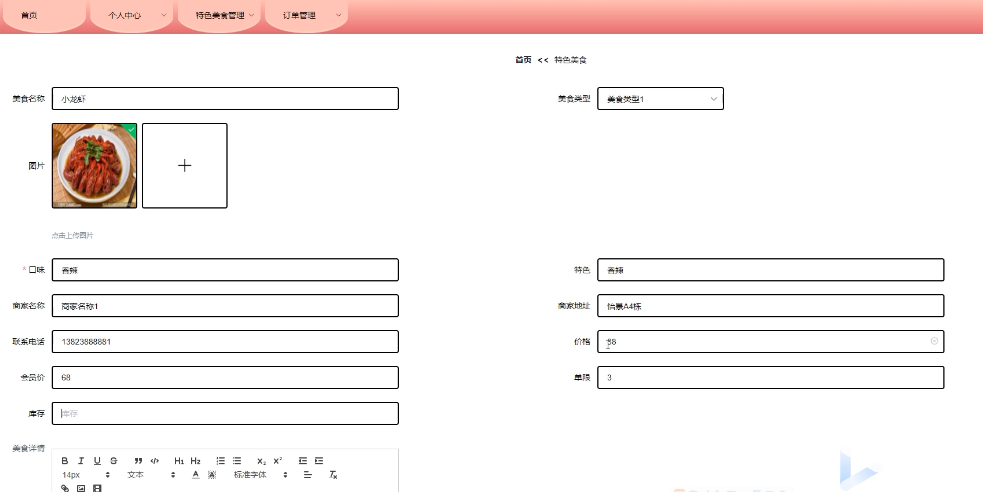 首页 个人中心 特色美食管理 订单管理
首页 << 特色美食
美食名称 小龙虾 美食类型 美食类型1
图片
点击上传图片
* 口味 香辣 特色 香辣
商家名称 商家名称1 商家地址 怡景A4栋
联系电话 13823888881 价格 88
会员价 68 单限 3
库存 库存
美食详情
B I U S ” </> H1 H2 X₂ X²
14px 文本 A 标准字体